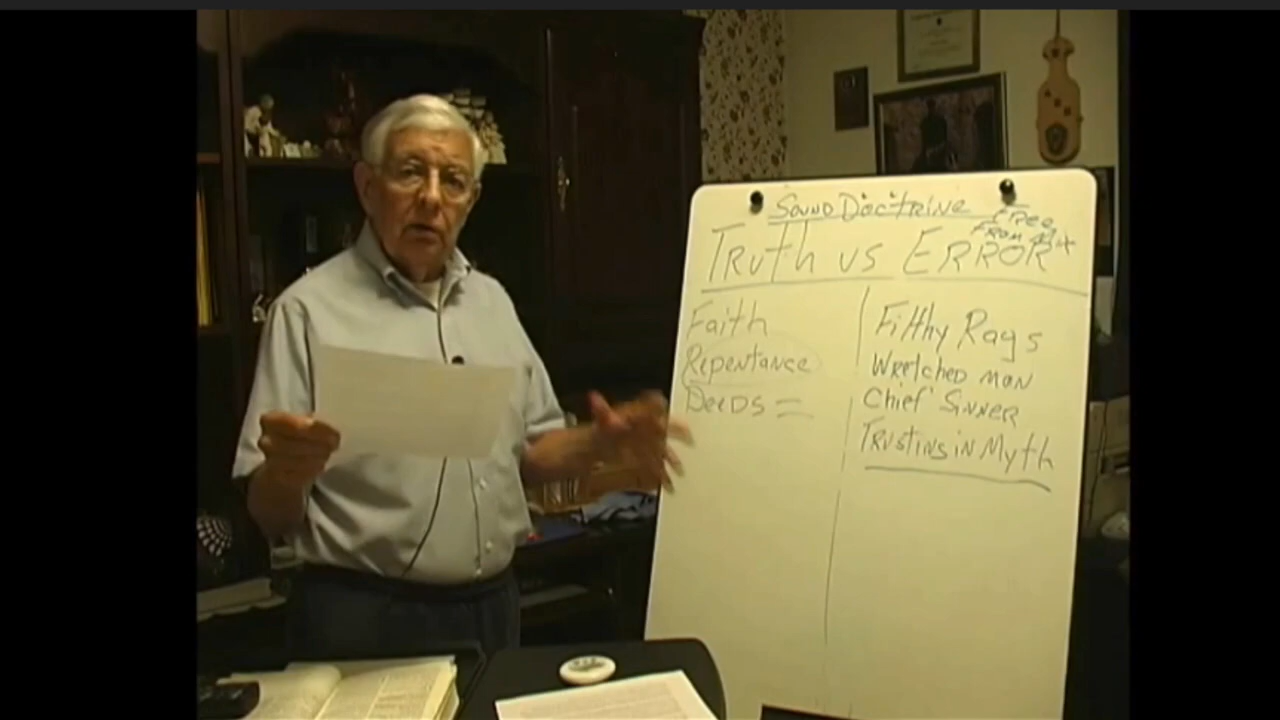 Sound Doctrine
Free
From
Truth vs ERROR
Faith
Repentance
Deeds =
Filthy Rags
Wretched man
Chief Sinner
Trusting in Myth